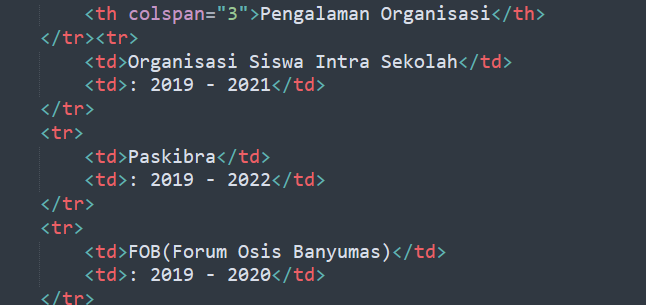 <th colspan="3">Pengalaman Organisasi</th>
</tr><tr>
<td>Organisasi Siswa Intra Sekolah</td>
<td>: 2019 - 2021</td>
</tr>
<tr>
<td>Paskibra</td>
<td>: 2019 - 2022</td>
</tr>
<tr>
<td>FOB(Forum Osis Banyumas)</td>
<td>: 2019 - 2020</td>
</tr>